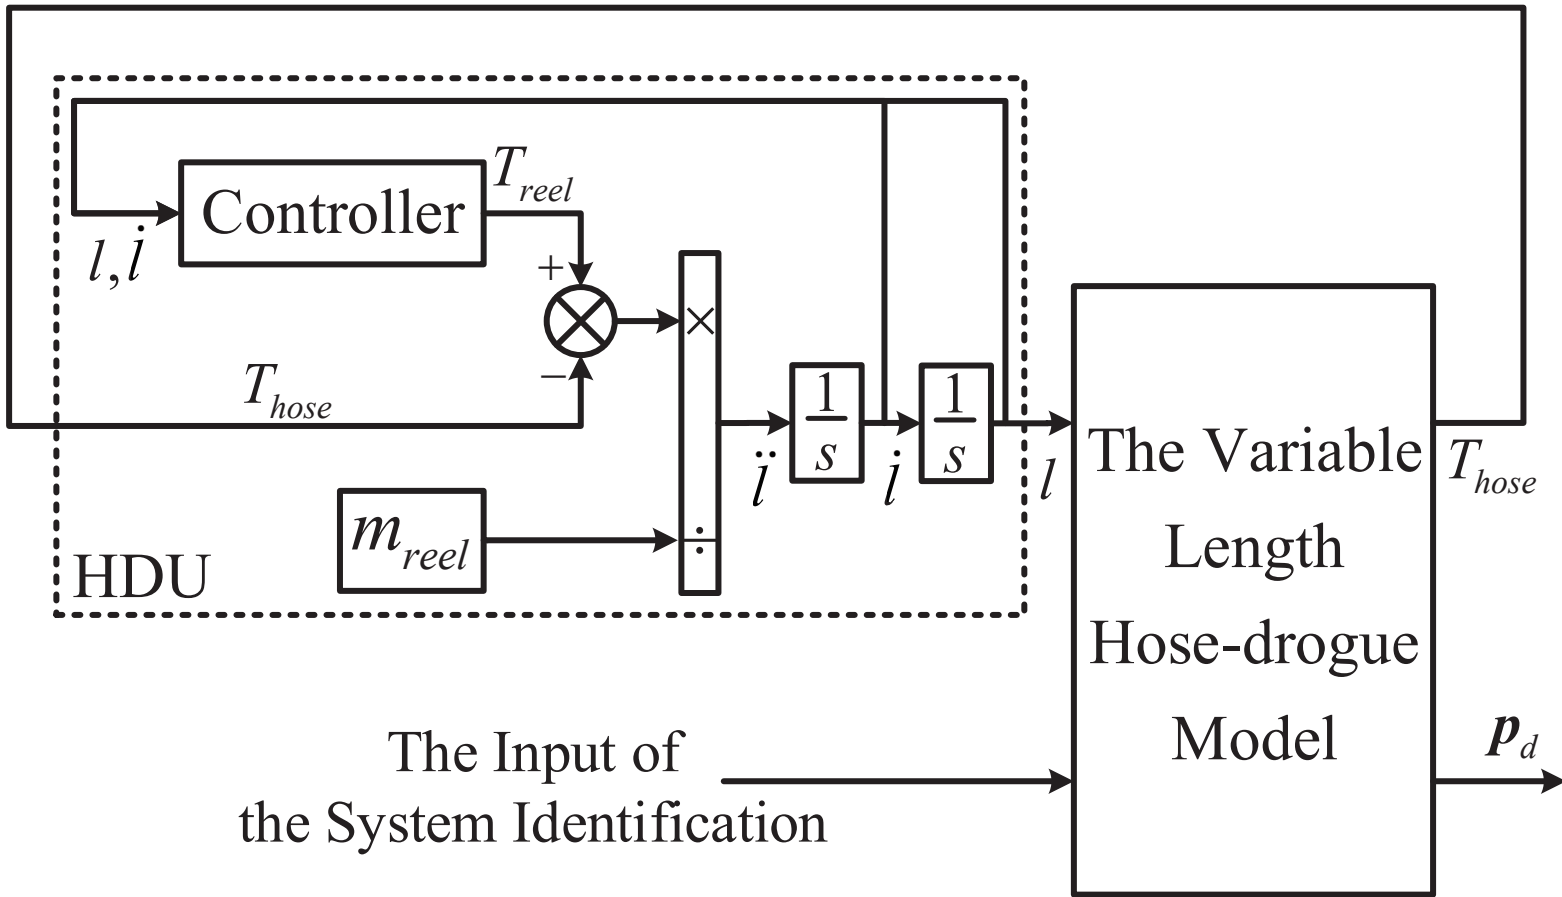 Controller
T_reel
l, l̇
+
×
−
T_hose
1/s
1/s
l̈
l̇
l
÷
m_reel
HDU
The Variable
Length
Hose-drogue
Model
T_hose
p_d
The Input of
the System Identification